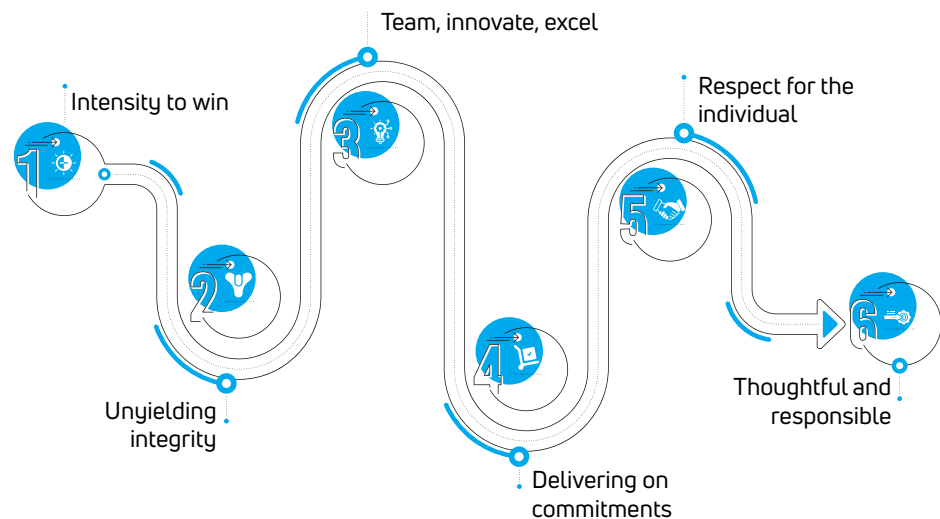 1
Intensity to win
2
Unyielding
integrity
3
Team, innovate, excel
4
Delivering on
commitments
5
Respect for the
individual
6
Thoughtful and
responsible